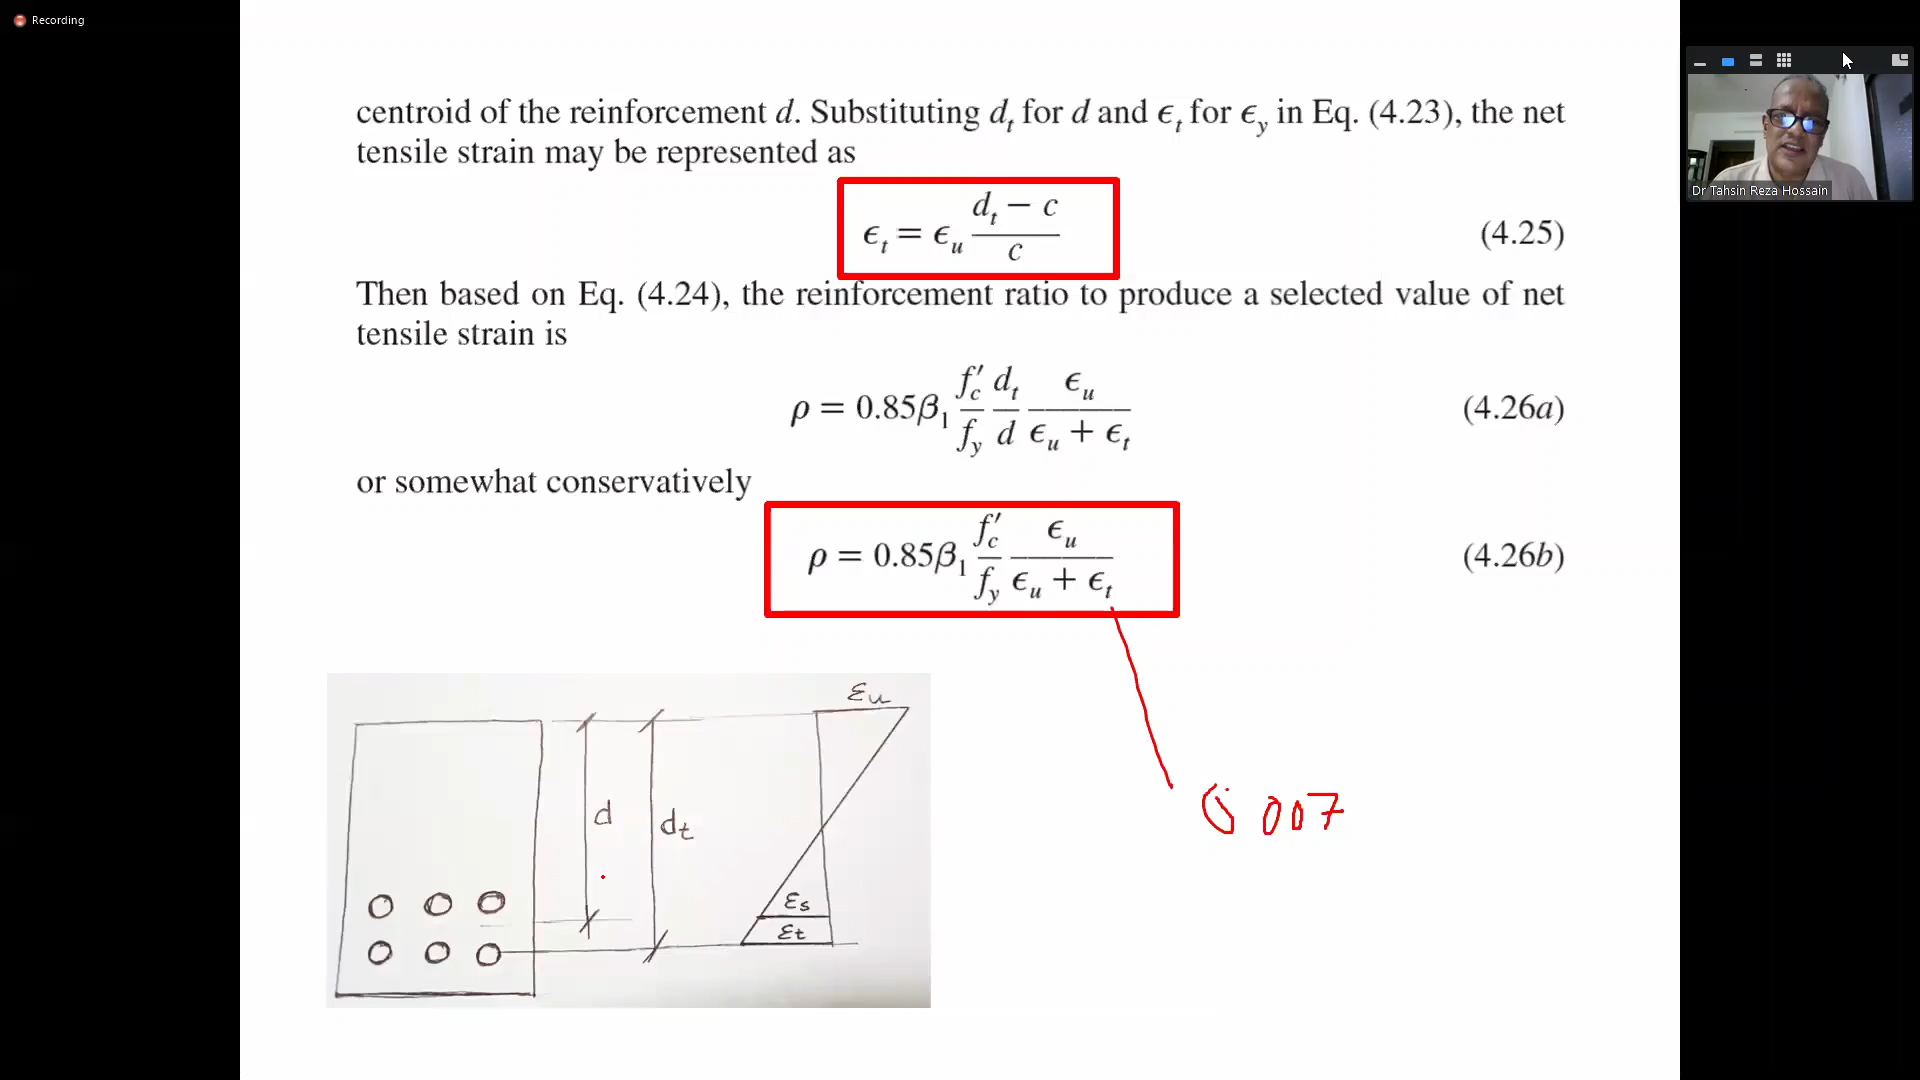 Recording
centroid of the reinforcement d. Substituting dₜ for d and ϵₜ for ϵy in Eq. (4.23), the net
tensile strain may be represented as
ϵₜ = ϵᵤ (dₜ − c)/c (4.25)
Then based on Eq. (4.24), the reinforcement ratio to produce a selected value of net
tensile strain is
ρ = 0.85β₁ (f′c/fy) (dₜ/d) ϵᵤ/(ϵᵤ + ϵₜ) (4.26a)
or somewhat conservatively
ρ = 0.85β₁ (f′c/fy) ϵᵤ/(ϵᵤ + ϵₜ) (4.26b)
εu
d
dt
εs
εt
007
Dr Tahsin Reza Hossain